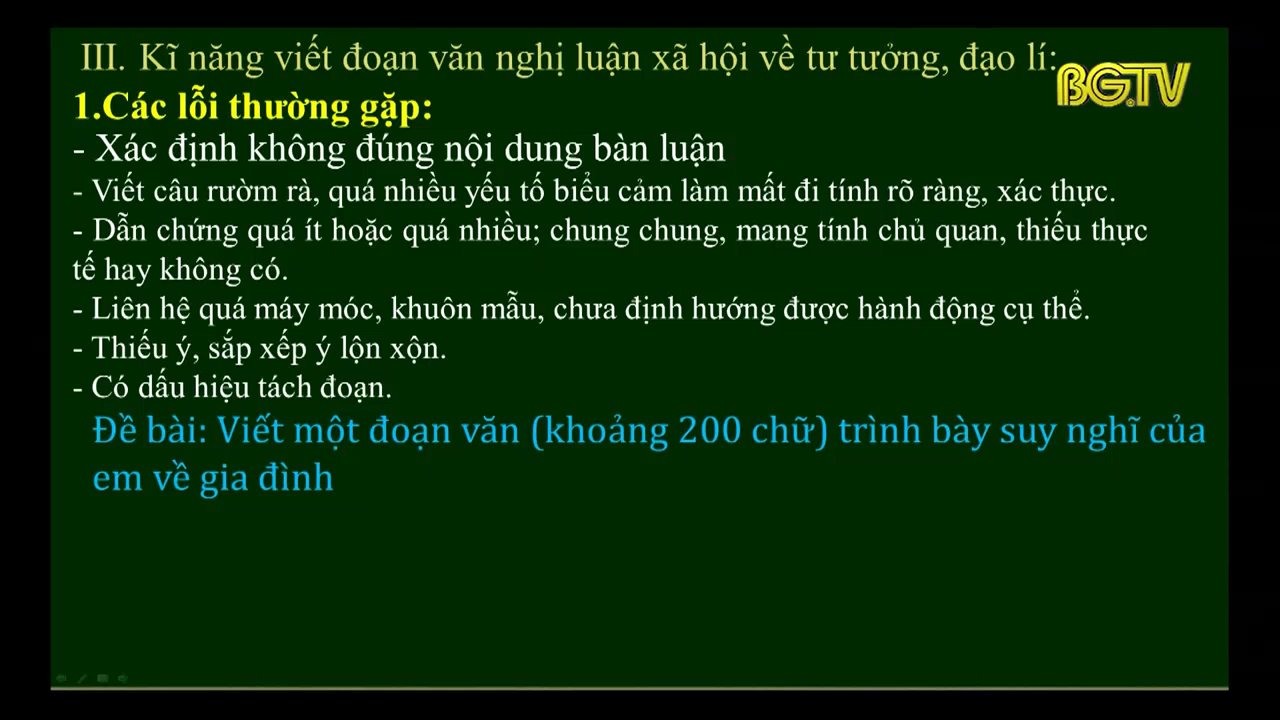 III. Kĩ năng viết đoạn văn nghị luận xã hội về tư tưởng, đạo lí:
BGTV
1.Các lỗi thường gặp:
- Xác định không đúng nội dung bàn luận
- Viết câu rườm rà, quá nhiều yếu tố biểu cảm làm mất đi tính rõ ràng, xác thực.
- Dẫn chứng quá ít hoặc quá nhiều; chung chung, mang tính chủ quan, thiếu thực
tế hay không có.
- Liên hệ quá máy móc, khuôn mẫu, chưa định hướng được hành động cụ thể.
- Thiếu ý, sắp xếp ý lộn xộn.
- Có dấu hiệu tách đoạn.
Đề bài: Viết một đoạn văn (khoảng 200 chữ) trình bày suy nghĩ của
em về gia đình